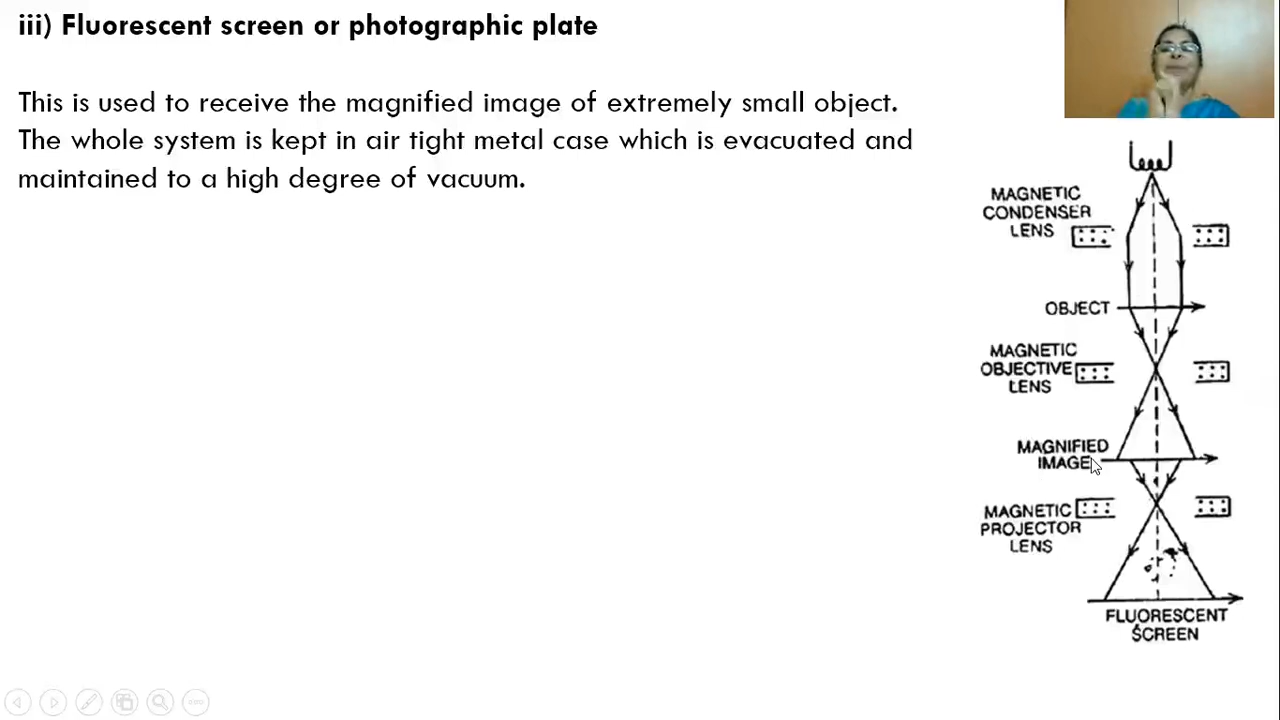 iii) Fluorescent screen or photographic plate
This is used to receive the magnified image of extremely small object.
The whole system is kept in air tight metal case which is evacuated and
maintained to a high degree of vacuum.
MAGNETIC
CONDENSER
LENS
OBJECT
MAGNETIC
OBJECTIVE
LENS
MAGNIFIED
IMAGE
MAGNETIC
PROJECTOR
LENS
FLUORESCENT
SCREEN